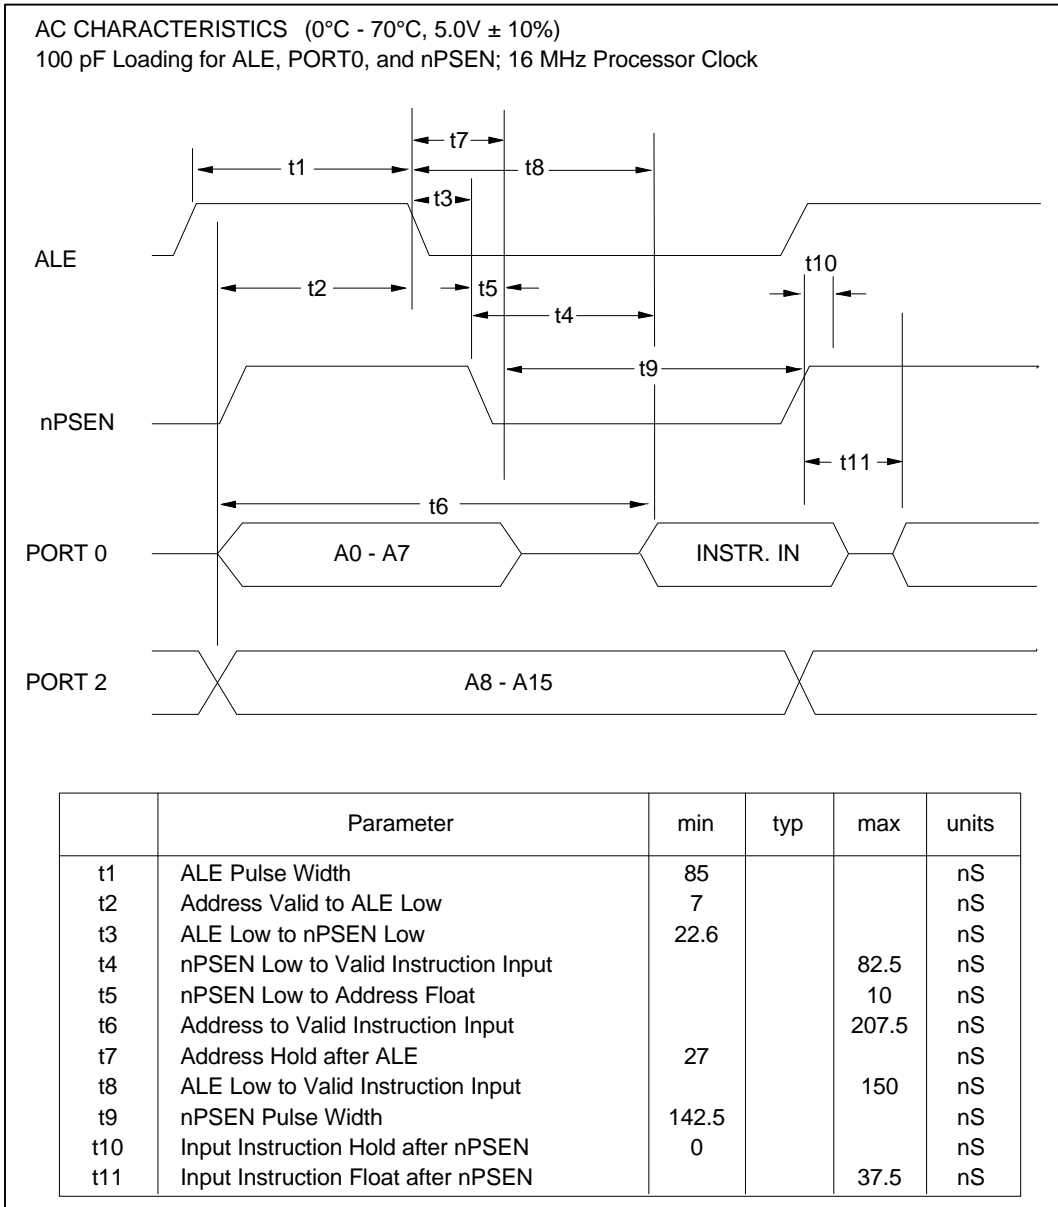 AC CHARACTERISTICS (0°C - 70°C, 5.0V ± 10%)
100 pF Loading for ALE, PORT0, and nPSEN; 16 MHz Processor Clock
t7
t1
t8
t3
ALE
t10
t2
t5
t4
t9
nPSEN
t11
t6
PORT 0
A0 - A7
INSTR. IN
PORT 2
A8 - A15
Parameter min typ max units
t1 ALE Pulse Width 85 nS
t2 Address Valid to ALE Low 7 nS
t3 ALE Low to nPSEN Low 22.6 nS
t4 nPSEN Low to Valid Instruction Input 82.5 nS
t5 nPSEN Low to Address Float 10 nS
t6 Address to Valid Instruction Input 207.5 nS
t7 Address Hold after ALE 27 nS
t8 ALE Low to Valid Instruction Input 150 nS
t9 nPSEN Pulse Width 142.5 nS
t10 Input Instruction Hold after nPSEN 0 nS
t11 Input Instruction Float after nPSEN 37.5 nS